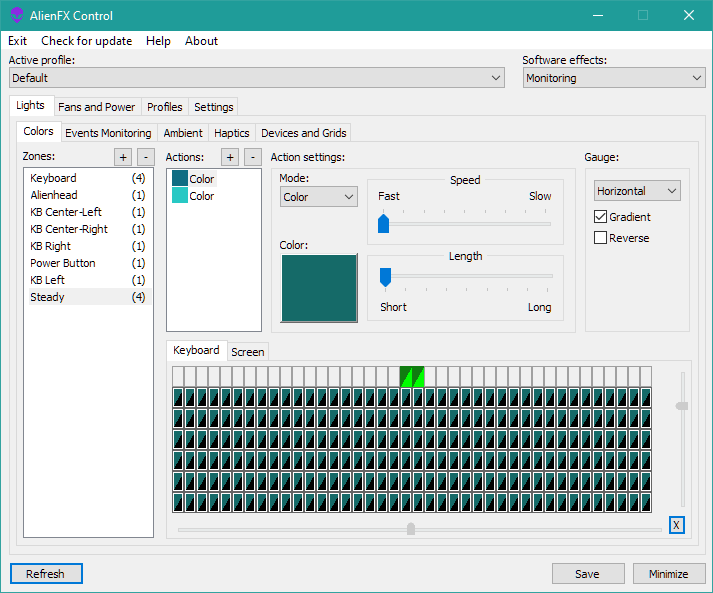 AlienFX Control
Exit Check for update Help About
Active profile: Software effects:
Default Monitoring
Lights Fans and Power Profiles Settings
Colors Events Monitoring Ambient Haptics Devices and Grids
Zones: + - Actions: + - Action settings: Gauge:
Keyboard (4)
Alienhead (1)
KB Center-Left (1)
KB Center-Right (1)
KB Right (1)
Power Button (1)
KB Left (1)
Steady (4)
Color
Color
Mode:
Color
Color:
Speed
Fast Slow
Length
Short Long
Horizontal
Gradient
Reverse
Keyboard Screen
X
Refresh Save Minimize